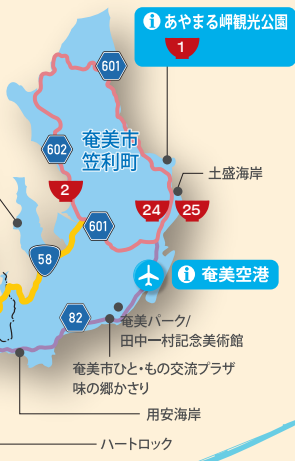 あやまる岬観光公園
1
601
奄美市
笠利町
602
2
土盛海岸
24
25
601
58
奄美空港
82
奄美パーク/
田中一村記念美術館
奄美市ひと・もの交流プラザ
味の郷かさり
用安海岸
ハートロック